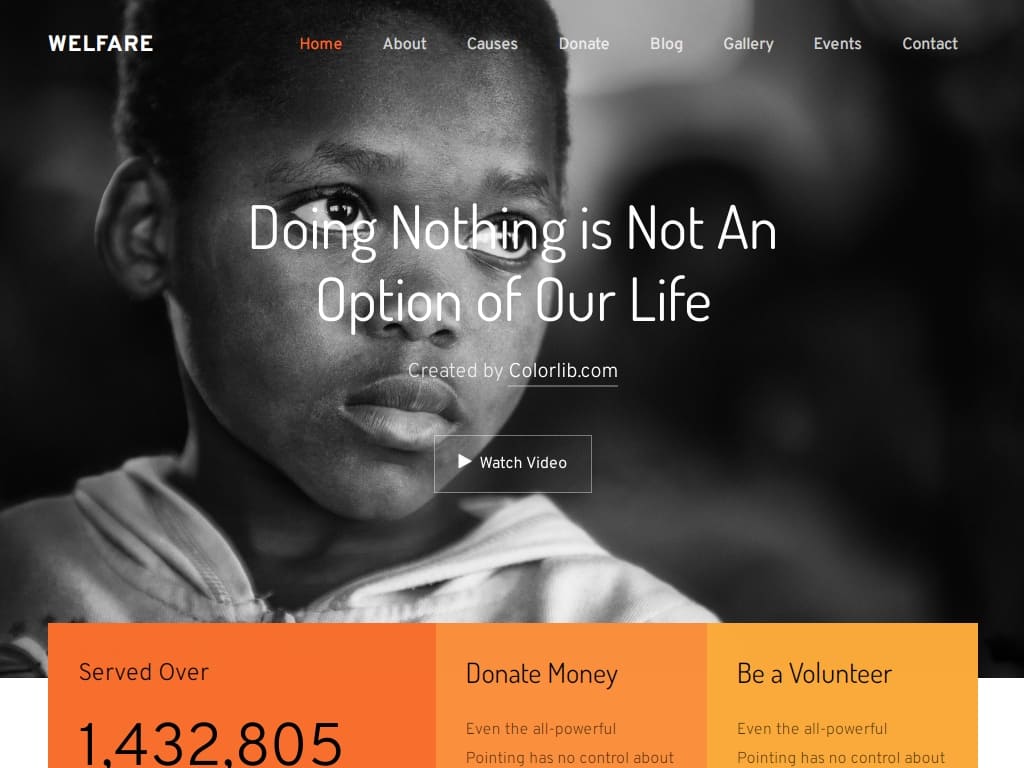 WELFARE
Home About Causes Donate Blog Gallery Events Contact
Doing Nothing is Not An
Option of Our Life
Created by Colorlib.com
Watch Video
Served Over
1,432,805
Donate Money
Even the all-powerful
Pointing has no control about
Be a Volunteer
Even the all-powerful
Pointing has no control about